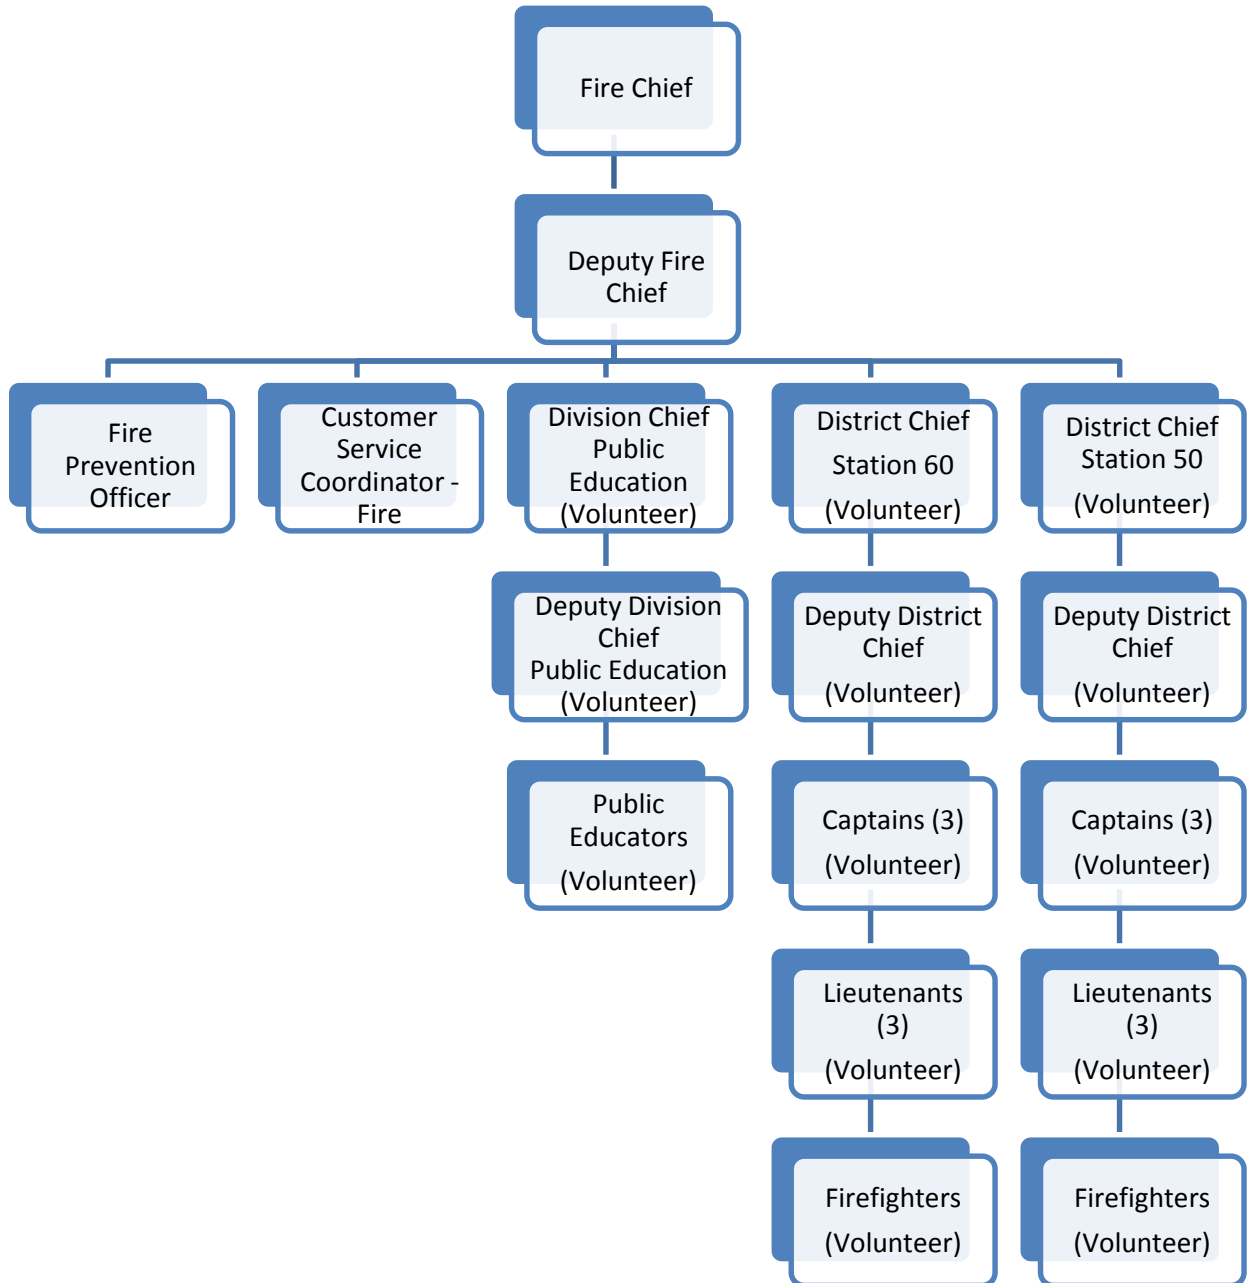 Fire Chief
Deputy Fire
Chief
Fire
Prevention
Officer
Customer
Service
Coordinator -
Fire
Division Chief
Public
Education
(Volunteer)
District Chief
Station 60
(Volunteer)
District Chief
Station 50
(Volunteer)
Deputy Division
Chief
Public Education
(Volunteer)
Deputy District
Chief
(Volunteer)
Deputy District
Chief
(Volunteer)
Public
Educators
(Volunteer)
Captains (3)
(Volunteer)
Captains (3)
(Volunteer)
Lieutenants
(3)
(Volunteer)
Lieutenants
(3)
(Volunteer)
Firefighters
(Volunteer)
Firefighters
(Volunteer)